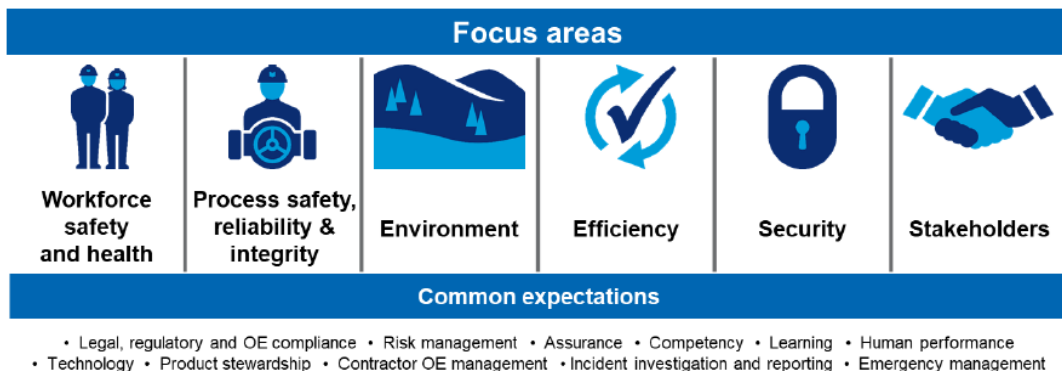 Focus areas
Workforce
safety
and health
Process safety,
reliability &
integrity
Environment
Efficiency
Security
Stakeholders
Common expectations
• Legal, regulatory and OE compliance • Risk management • Assurance • Competency • Learning • Human performance
• Technology • Product stewardship • Contractor OE management • Incident investigation and reporting • Emergency management